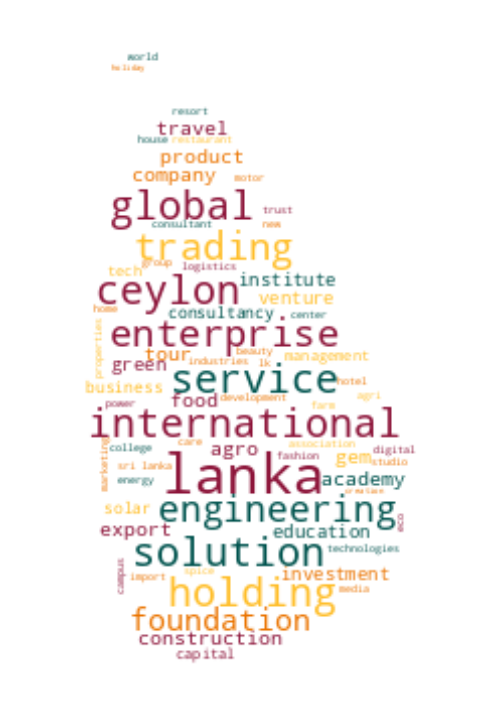 world
holiday
resort
travel
house restaurant
product
company motor
global trust
consultant new
trading
group logistics
tech
ceylon institute
venture
home consultancy center
properties
enterprise
tour beauty management
green industries lk
service hotel
business
food development agri
power farm
international
marketing
college care agro association digital
fashion gem studio
sri lanka
lanka
energy academy
creation
solar engineering eco
export education
solution technologies
campus
import spice investment
holding media
foundation
construction
capital